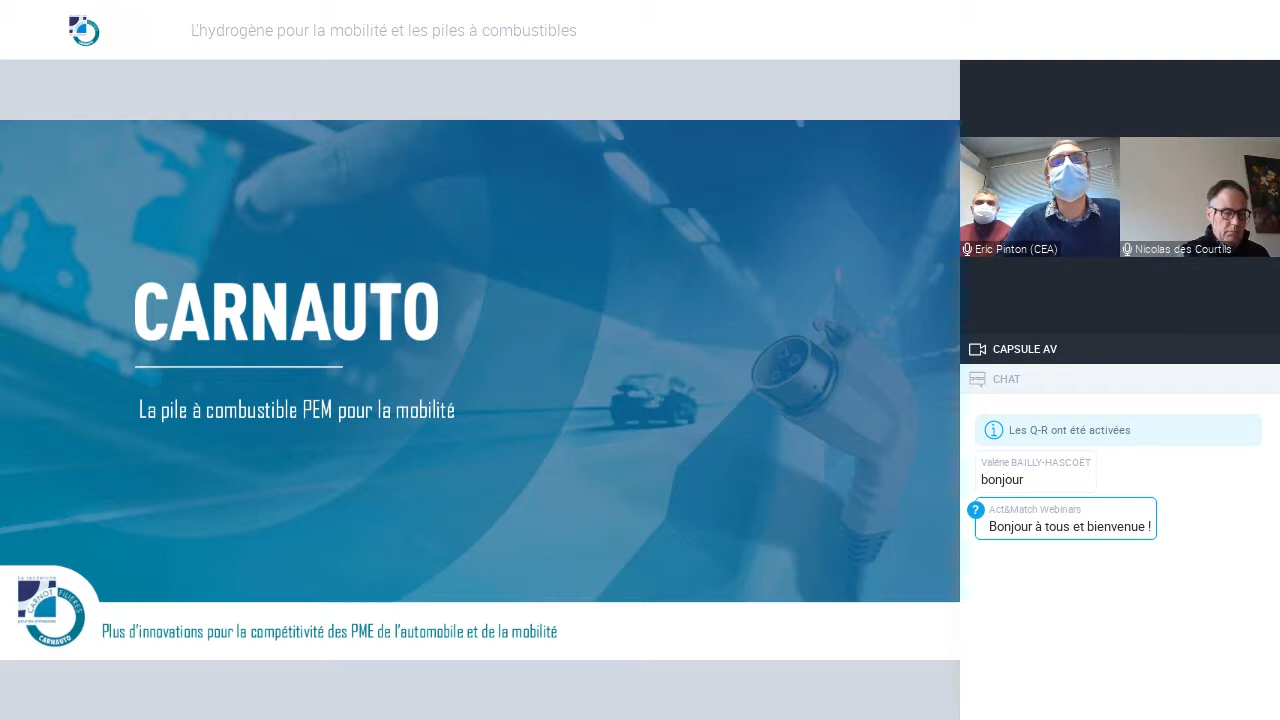 L'hydrogène pour la mobilité et les piles à combustibles
CARNAUTO
La pile à combustible PEM pour la mobilité
CARNOT FILIÈRES
CARNAUTO
Plus d'innovations pour la compétitivité des PME de l'automobile et de la mobilité
Eric Pinton (CEA)
Nicolas des Courtils
CAPSULE AV
CHAT
Les Q-R ont été activées
Valérie BAILLY-HASCOËT
bonjour
?
Act&Match Webinars
Bonjour à tous et bienvenue !